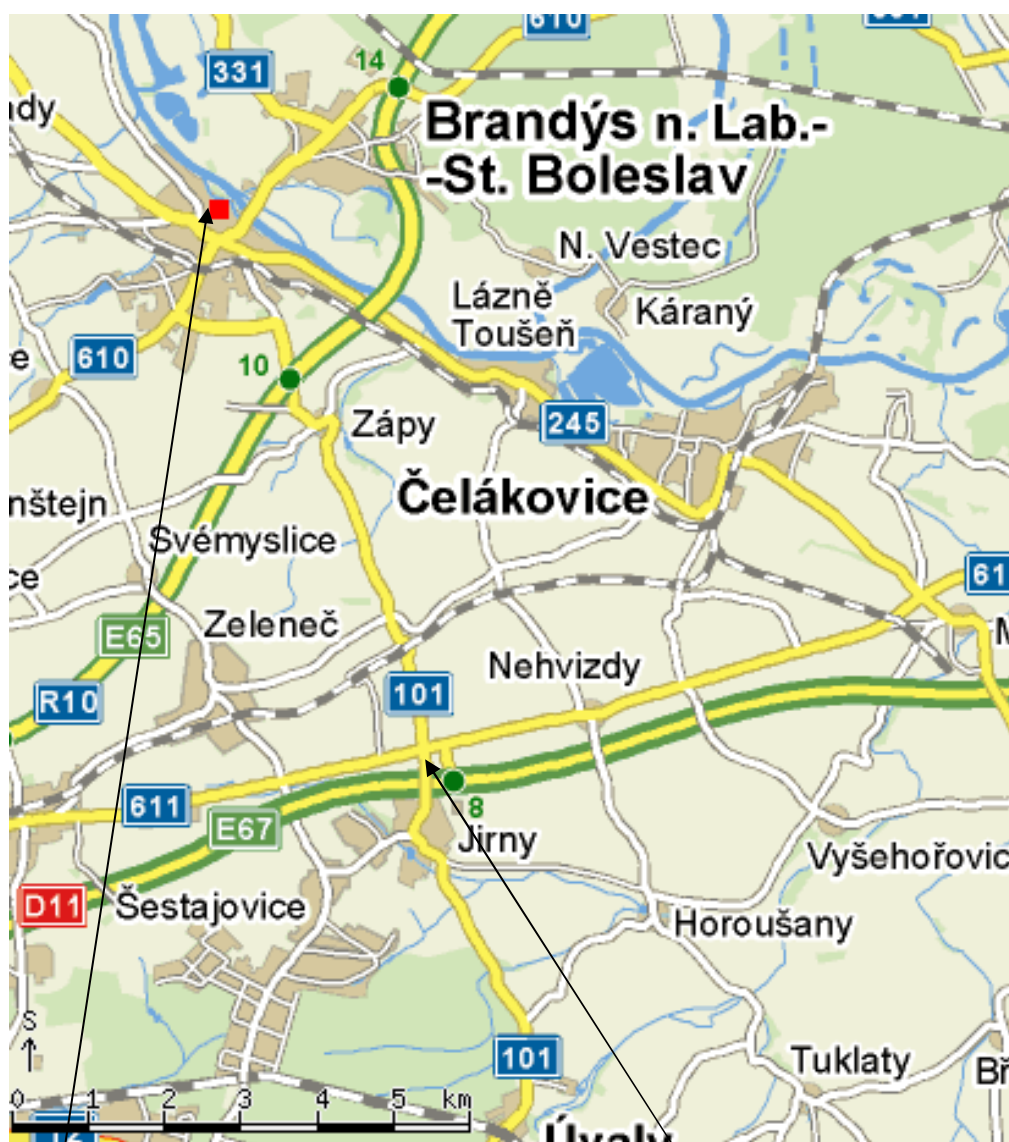 610
14
331
Brandýs n. Lab.-
-St. Boleslav
N. Vestec
Lázně
Toušeň
Káraný
610
10
Zápy
245
Čelákovice
nštejn
Svémyslice
Zeleneč
E65
R10
Nehvizdy
101
611
E67
8
Jirny
Vyšehořovic
D11
Šestajovice
Horoušany
S
101
Tuklaty
0 1 2 3 4 5 km
12
Úvaly